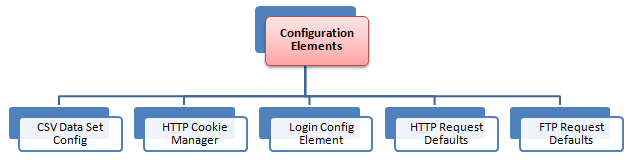 Configuration
Elements
CSV Data Set
Config
HTTP Cookie
Manager
Login Config
Element
HTTP Request
Defaults
FTP Request
Defaults